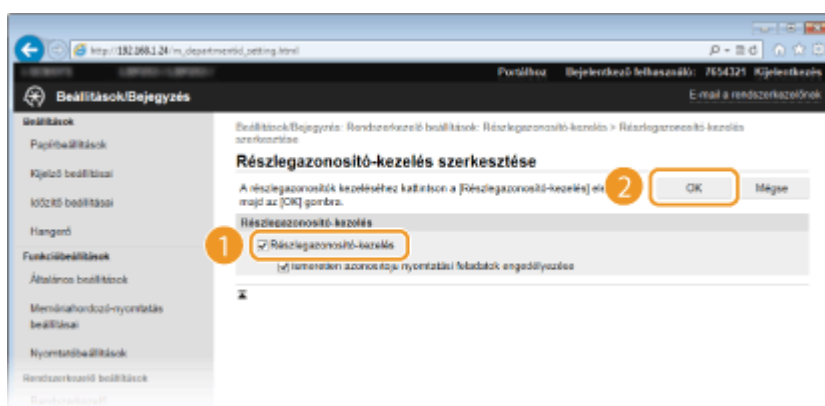 http://192.168.1.24/m_departmentid_setting.html
Portálhoz Bejelentkező felhasználó: 7654321 Kijelentkezés
Beállítások/Bejegyzés
E-mail a rendszerkezelőnek
Beállítások
Beállítások/Bejegyzés: Rendszerkezelő beállítások: Részlegazonosító-kezelés > Részlegazonosító-kezelés
szerkesztése
Papírbeállítások
Részlegazonosító-kezelés szerkesztése
Kijelző beállításai
A részlegazonosítók kezeléséhez kattintson a [Részlegazonosító-kezelés]
majd az [OK] gombra.
2
OK
Mégse
Időzítő beállításai
Hangerő
Részlegazonosító-kezelés
1
Részlegazonosító-kezelés
Ismeretlen azonosítójú nyomtatási feladatok engedélyezése
Funkcióbeállítások
Általános beállítások
Memóriahordozó-nyomtatás
beállításai
Nyomtatóbeállítások
Rendszerkezelő beállítások